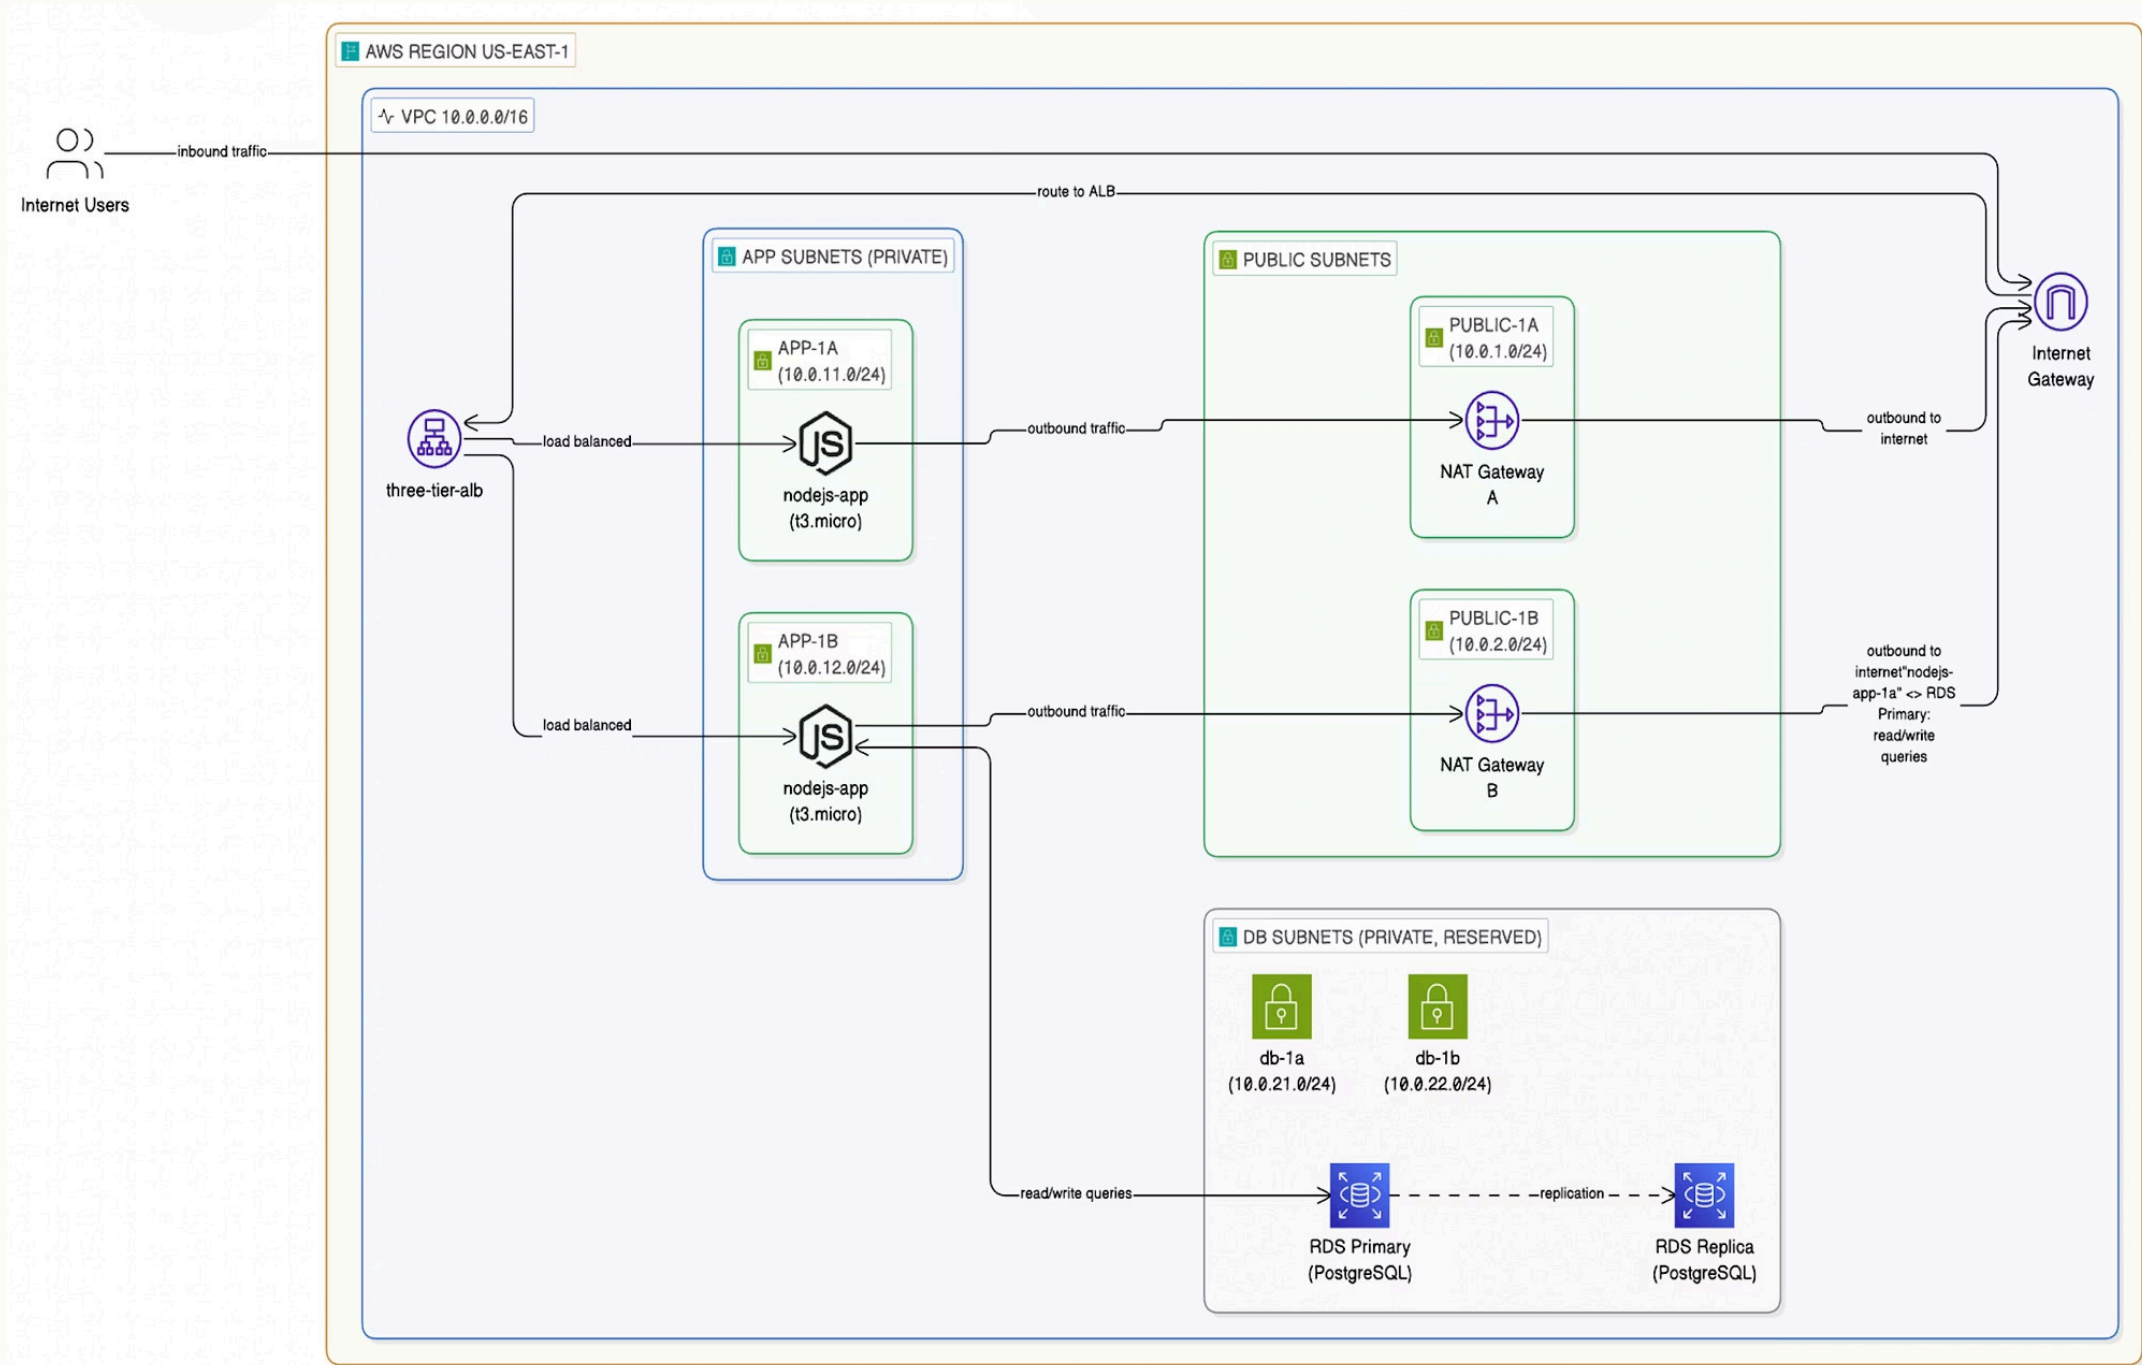 AWS REGION US-EAST-1
VPC 10.0.0.0/16
inbound traffic
Internet Users
route to ALB
APP SUBNETS (PRIVATE)
PUBLIC SUBNETS
APP-1A
(10.0.11.0/24)
PUBLIC-1A
(10.0.1.0/24)
Internet
Gateway
three-tier-alb
load balanced
nodejs-app
(t3.micro)
outbound traffic
NAT Gateway
A
outbound to
internet
APP-1B
(10.0.12.0/24)
PUBLIC-1B
(10.0.2.0/24)
load balanced
nodejs-app
(t3.micro)
outbound traffic
NAT Gateway
B
outbound to
internet"nodejs-
app-1a" <> RDS
Primary:
read/write
queries
DB SUBNETS (PRIVATE, RESERVED)
db-1a
(10.0.21.0/24)
db-1b
(10.0.22.0/24)
read/write queries
replication
RDS Primary
(PostgreSQL)
RDS Replica
(PostgreSQL)
JS
JS